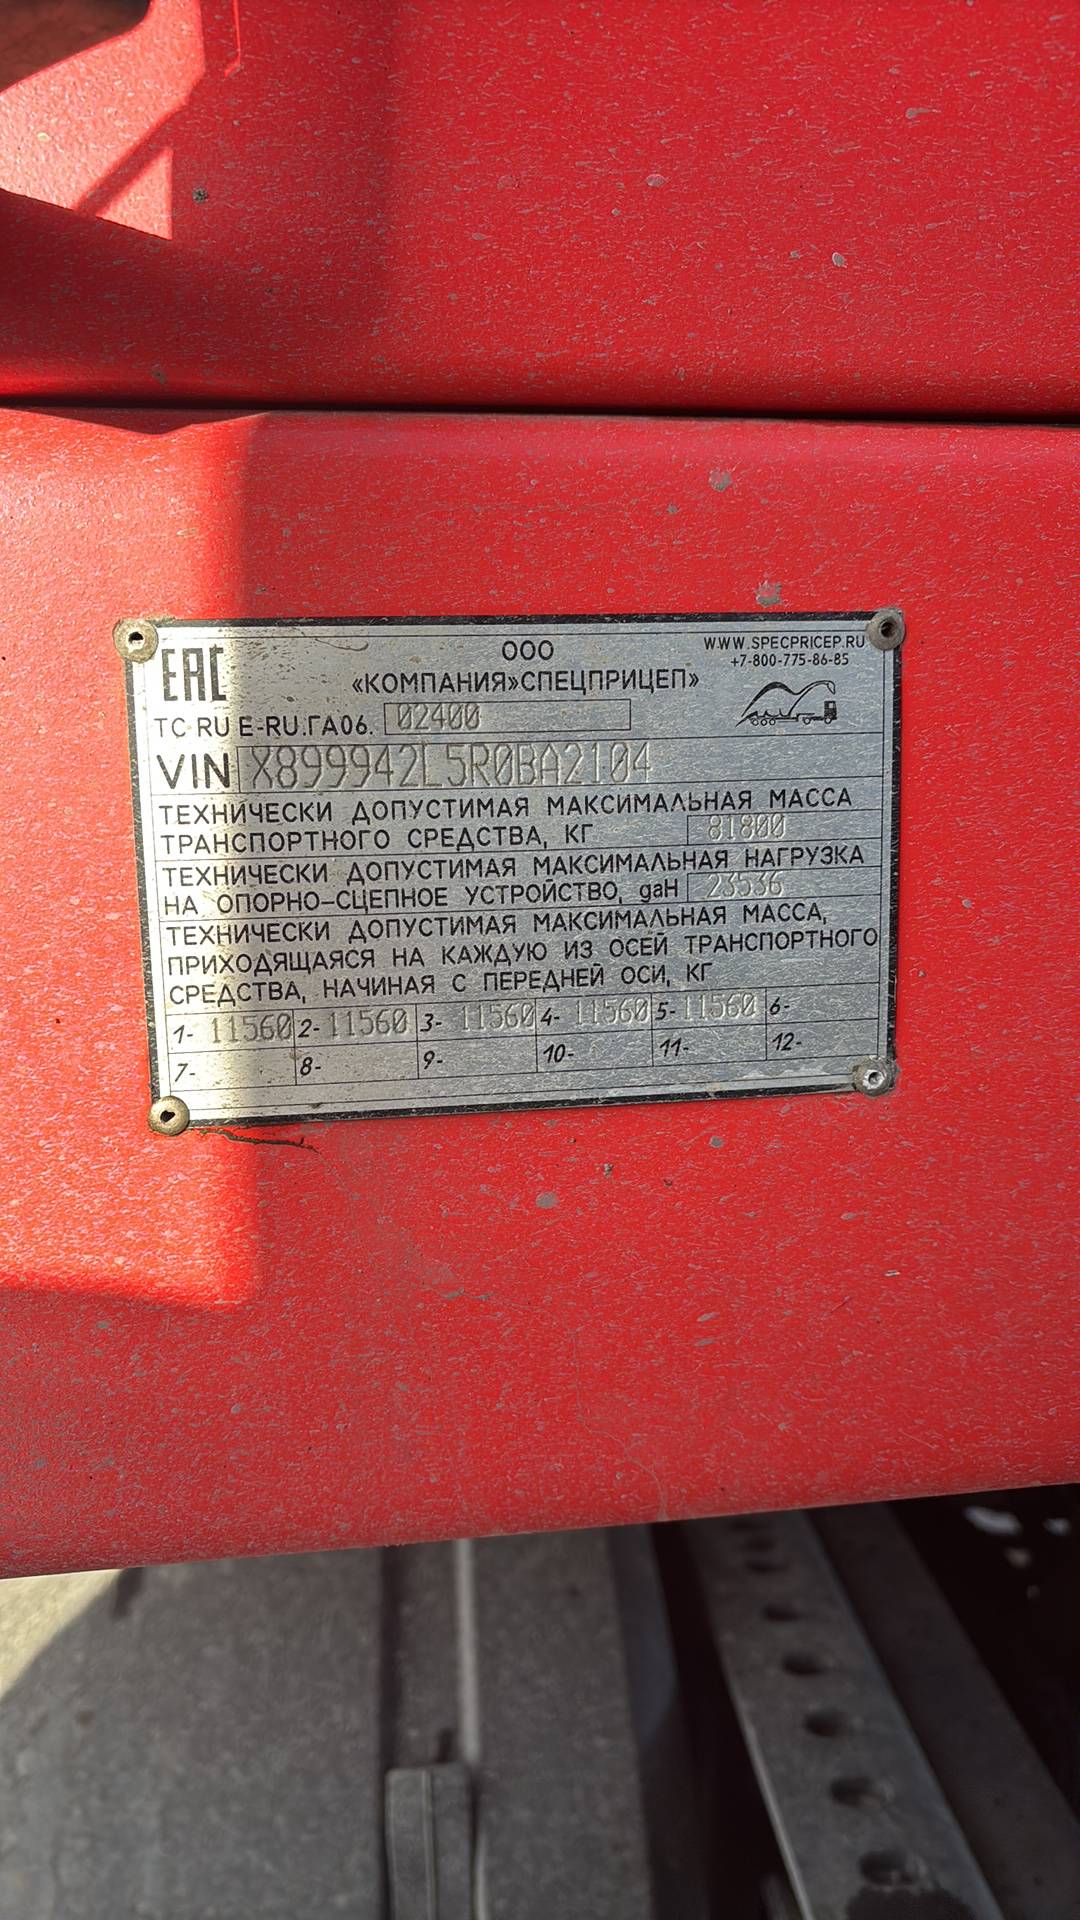 EAC
ООО
«КОМПАНИЯ»СПЕЦПРИЦЕП»
WWW.SPECPRICEP.RU
+7-800-775-86-85
ТС RU E-RU.ГА06. 02400
VIN X899942L5R0BA2104
ТЕХНИЧЕСКИ ДОПУСТИМАЯ МАКСИМАЛЬНАЯ МАССА
ТРАНСПОРТНОГО СРЕДСТВА, КГ 81800
ТЕХНИЧЕСКИ ДОПУСТИМАЯ МАКСИМАЛЬНАЯ НАГРУЗКА
НА ОПОРНО-СЦЕПНОЕ УСТРОЙСТВО, gаН 23536
ТЕХНИЧЕСКИ ДОПУСТИМАЯ МАКСИМАЛЬНАЯ МАССА,
ПРИХОДЯЩАЯСЯ НА КАЖДУЮ ИЗ ОСЕЙ ТРАНСПОРТНОГО
СРЕДСТВА, НАЧИНАЯ С ПЕРЕДНЕЙ ОСИ, КГ
1- 11560 2- 11560 3- 11560 4- 11560 5- 11560 6-
7- 8- 9- 10- 11- 12-